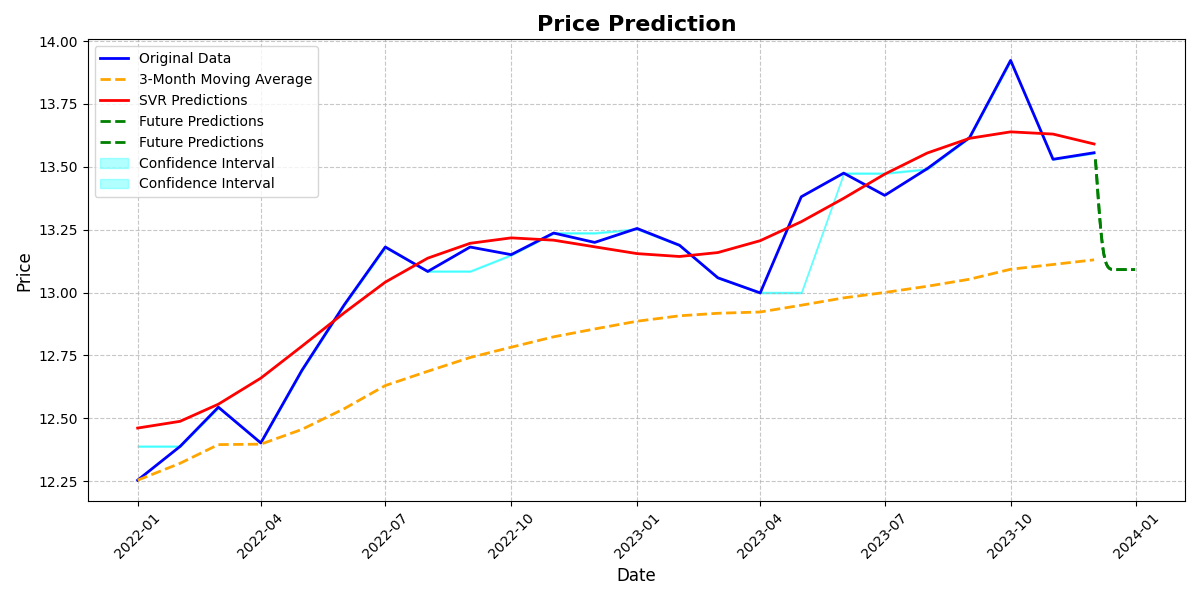 Price Prediction
14.00
13.75
13.50
13.25
13.00
12.75
12.50
12.25
Price
Original Data
3-Month Moving Average
SVR Predictions
Future Predictions
Future Predictions
Confidence Interval
Confidence Interval
2022-01
2022-04
2022-07
2022-10
2023-01
2023-04
2023-07
2023-10
2024-01
Date